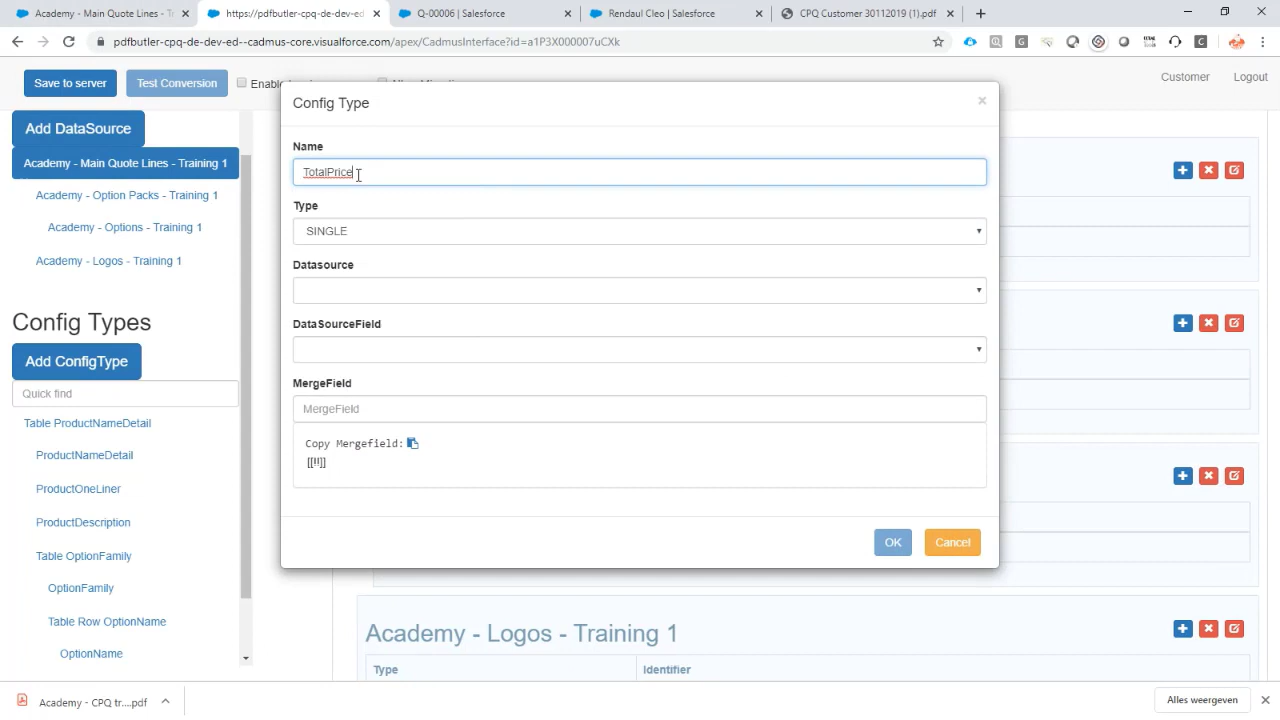 Academy - Main Quote Lines - Tr
https://pdfbutler-cpq-de-dev-ed
Q-00006 | Salesforce
Rendaul Cleo | Salesforce
CPQ Customer 30112019 (1).pdf
pdfbutler-cpq-de-dev-ed--cadmus-core.visualforce.com/apex/CadmusInterface?id=a1P3X000007uCXk
Save to server
Test Conversion
Customer
Logout
Add DataSource
Academy - Main Quote Lines - Training 1
Academy - Option Packs - Training 1
Academy - Options - Training 1
Academy - Logos - Training 1
Config Types
Add ConfigType
Quick find
Table ProductNameDetail
ProductNameDetail
ProductOneLiner
ProductDescription
Table OptionFamily
OptionFamily
Table Row OptionName
OptionName
Config Type
Name
TotalPrice
Type
SINGLE
Datasource
DataSourceField
MergeField
MergeField
Copy Mergefield:
[[!!]]
OK
Cancel
Academy - Logos - Training 1
Type
Identifier
Academy - CPQ tr....pdf
Alles weergeven